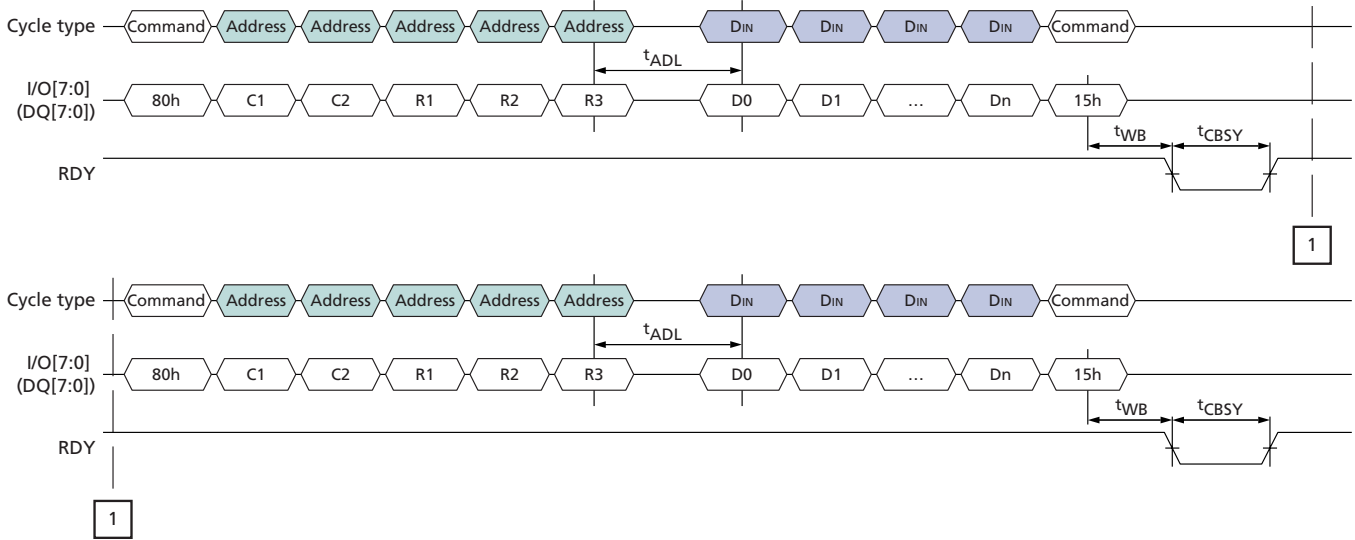 Cycle type Command Address Address Address Address Address DIN DIN DIN DIN Command
tADL
I/O[7:0]
(DQ[7:0]) 80h C1 C2 R1 R2 R3 D0 D1 … Dn 15h
tWB tCBSY
RDY
1
Cycle type Command Address Address Address Address Address DIN DIN DIN DIN Command
tADL
I/O[7:0]
(DQ[7:0]) 80h C1 C2 R1 R2 R3 D0 D1 … Dn 15h
tWB tCBSY
RDY
1